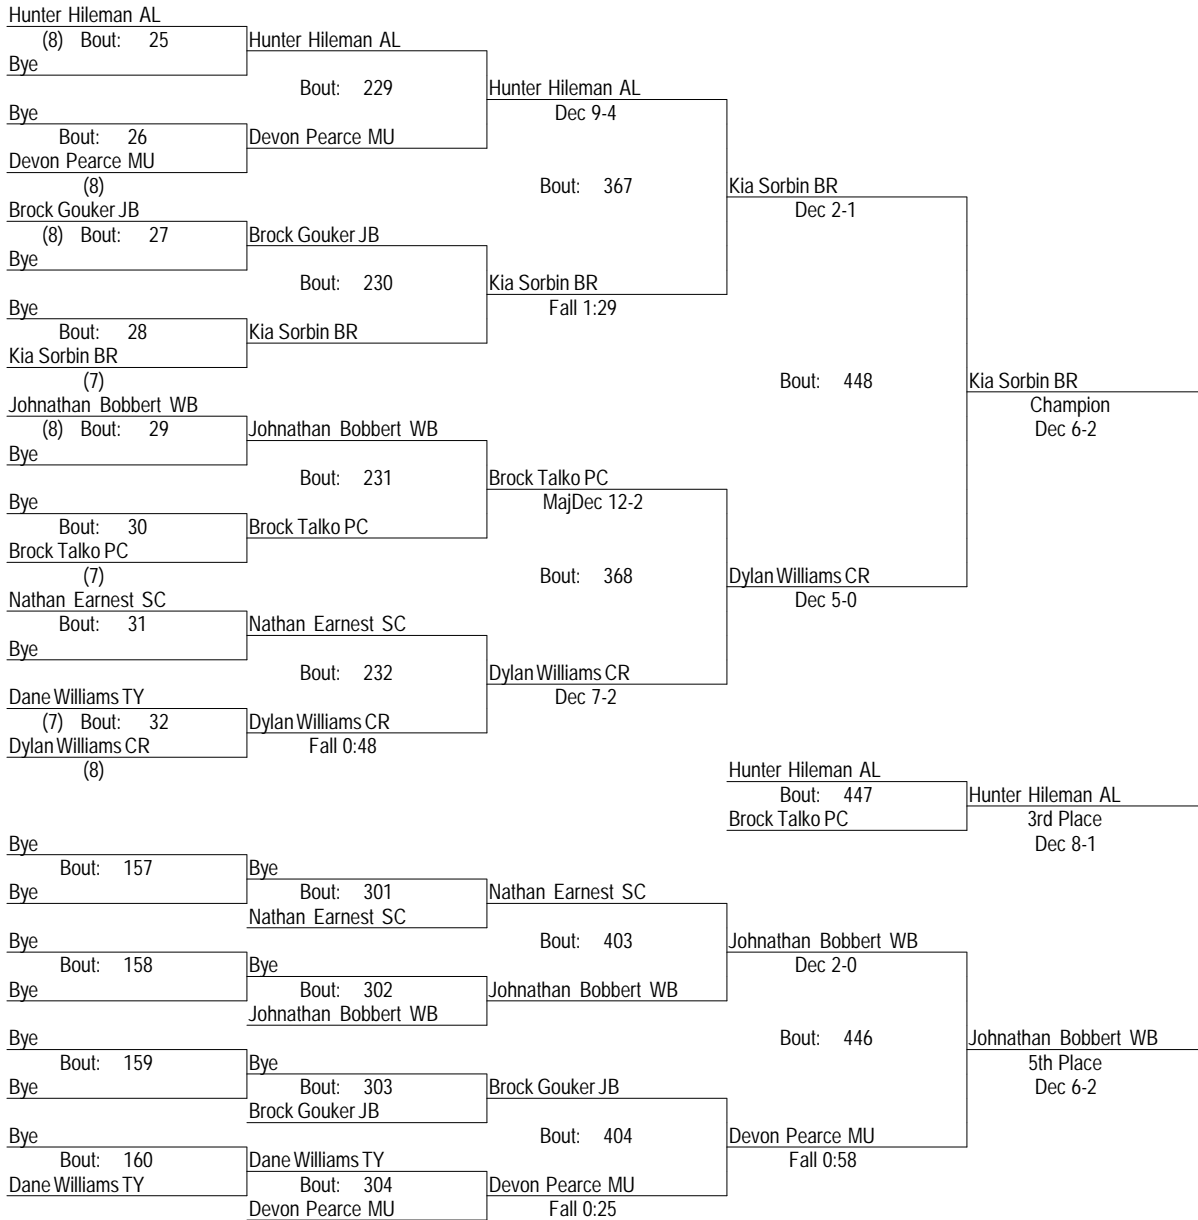 Hunter Hileman AL
(8) Bout: 25 Hunter Hileman AL
Bye
Bout: 229 Hunter Hileman AL
Bye Dec 9-4
Bout: 26 Devon Pearce MU
Devon Pearce MU
(8) Bout: 367 Kia Sorbin BR
Brock Gouker JB Dec 2-1
(8) Bout: 27 Brock Gouker JB
Bye
Bout: 230 Kia Sorbin BR
Bye Fall 1:29
Bout: 28 Kia Sorbin BR
Kia Sorbin BR
(7) Bout: 448 Kia Sorbin BR
Johnathan Bobbert WB Champion
(8) Bout: 29 Johnathan Bobbert WB Dec 6-2
Bye
Bout: 231 Brock Talko PC
Bye MajDec 12-2
Bout: 30 Brock Talko PC
Brock Talko PC
(7) Bout: 368 Dylan Williams CR
Nathan Earnest SC Dec 5-0
Bout: 31 Nathan Earnest SC
Bye
Bout: 232 Dylan Williams CR
Dane Williams TY Dec 7-2
(7) Bout: 32 Dylan Williams CR
Dylan Williams CR Fall 0:48
(8) Hunter Hileman AL
Bout: 447 Hunter Hileman AL
Brock Talko PC 3rd Place
Bye Dec 8-1
Bout: 157 Bye
Bye Bout: 301 Nathan Earnest SC
Nathan Earnest SC
Bye Bout: 403 Johnathan Bobbert WB
Bout: 158 Bye Dec 2-0
Bye Bout: 302 Johnathan Bobbert WB
Johnathan Bobbert WB
Bye Bout: 446 Johnathan Bobbert WB
Bout: 159 Bye 5th Place
Bye Bout: 303 Brock Gouker JB Dec 6-2
Brock Gouker JB
Bye Bout: 404 Devon Pearce MU
Bout: 160 Dane Williams TY Fall 0:58
Dane Williams TY Bout: 304 Devon Pearce MU
Devon Pearce MU Fall 0:25